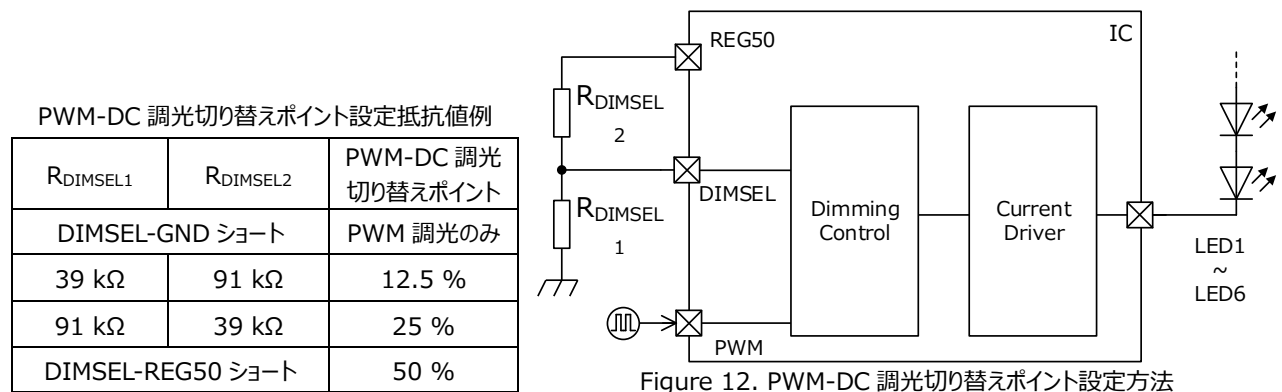 PWM-DC 調光切り替えポイント設定抵抗値例
RDIMSEL1 RDIMSEL2 PWM-DC 調光
切り替えポイント
DIMSEL-GND ショート PWM 調光のみ
39 kΩ 91 kΩ 12.5 %
91 kΩ 39 kΩ 25 %
DIMSEL-REG50 ショート 50 %
REG50
IC
RDIMSEL
2
DIMSEL
RDIMSEL
1
PWM
Dimming
Control
Current
Driver
LED1
~
LED6
Figure 12. PWM-DC 調光切り替えポイント設定方法